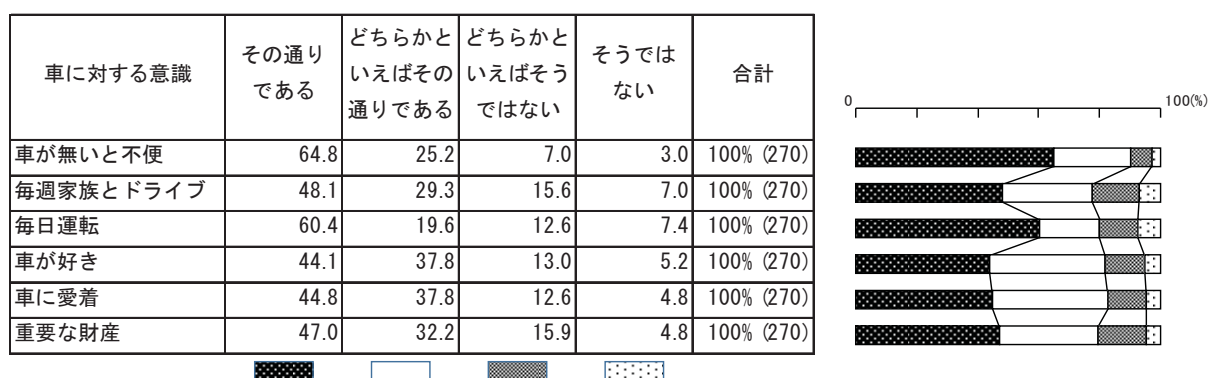 車に対する意識 その通りである どちらかといえばその通りである どちらかといえばそうではない そうではない 合計
0 100(%)
車が無いと不便 64.8 25.2 7.0 3.0 100% (270)
毎週家族とドライブ 48.1 29.3 15.6 7.0 100% (270)
毎日運転 60.4 19.6 12.6 7.4 100% (270)
車が好き 44.1 37.8 13.0 5.2 100% (270)
車に愛着 44.8 37.8 12.6 4.8 100% (270)
重要な財産 47.0 32.2 15.9 4.8 100% (270)